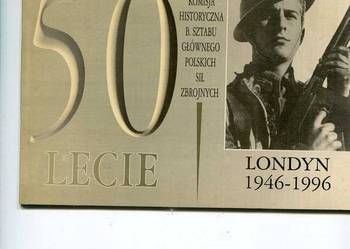 50
LECIE
KOMISJA
HISTORYCZNA
B. SZTABU
GŁÓWNEGO
POLSKICH
SIŁ
ZBROJNYCH
LONDYN
1946-1996